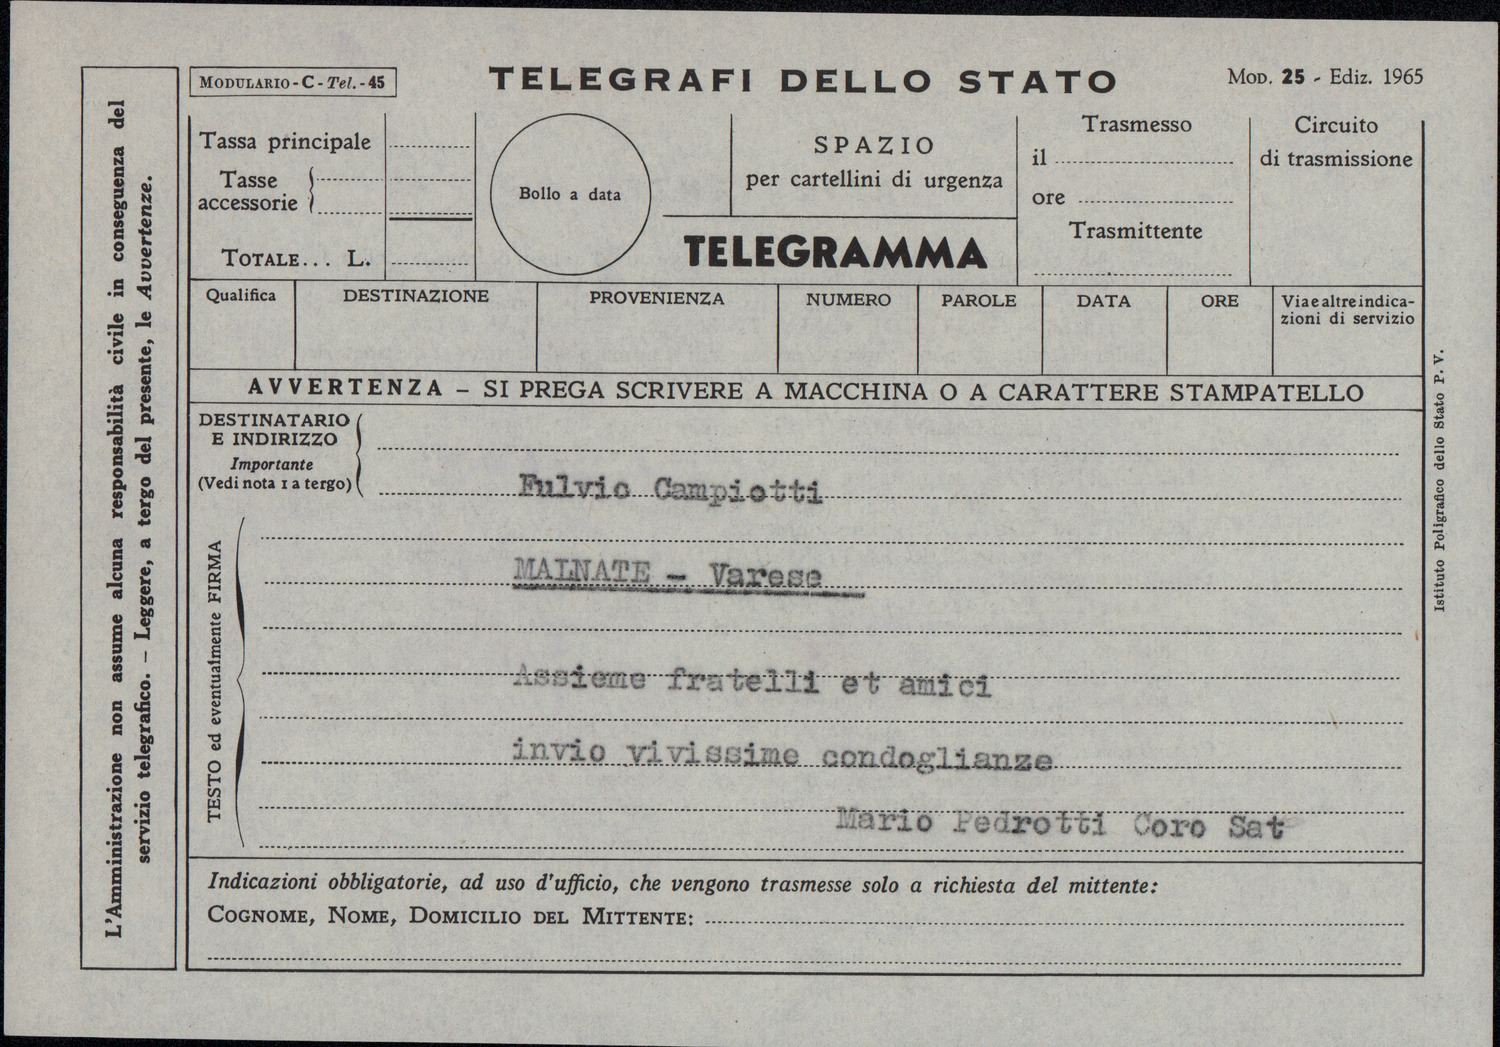 L'Amministrazione non assume alcuna responsabilità civile in conseguenza del
servizio telegrafico. – Leggere, a tergo del presente, le Avvertenze.
MODULARIO - C - Tel. - 45
TELEGRAFI DELLO STATO
MOD. 25 - Ediz. 1965
Tassa principale
Tasse
accessorie
TOTALE... L.
Bollo a data
SPAZIO
per cartellini di urgenza
TELEGRAMMA
Trasmesso
il
ore
Trasmittente
Circuito
di trasmissione
Qualifica
DESTINAZIONE
PROVENIENZA
NUMERO
PAROLE
DATA
ORE
Via e altre indica-
zioni di servizio
AVVERTENZA – SI PREGA SCRIVERE A MACCHINA O A CARATTERE STAMPATELLO
DESTINATARIO
E INDIRIZZO
Importante
(Vedi nota 1 a tergo)
Fulvio Campiotti
MALNATE – Varese
TESTO ed eventualmente FIRMA
Assieme fratelli et amici
invio vivissime condoglianze
Mario Pedrotti Coro Sat
Indicazioni obbligatorie, ad uso d'ufficio, che vengono trasmesse solo a richiesta del mittente:
COGNOME, NOME, DOMICILIO DEL MITTENTE:
Istituto Poligrafico dello Stato P. V.